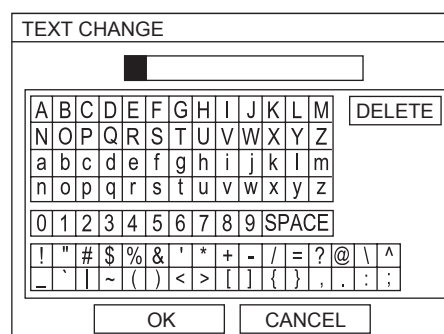 TEXT CHANGE
A B C D E F G H I J K L M DELETE
N O P Q R S T U V W X Y Z
a b c d e f g h i j k l m
n o p q r s t u v w x y z
0 1 2 3 4 5 6 7 8 9 SPACE
! " # $ % & ' * + - / = ? @ \ ^
_ ` | ~ ( ) < > [ ] { } , . : ;
OK CANCEL